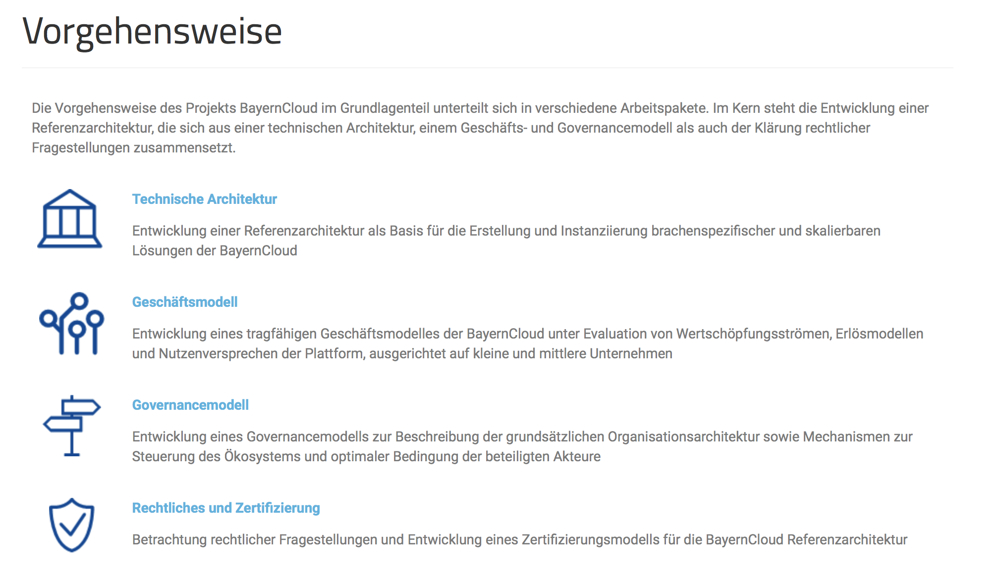 Vorgehensweise
Die Vorgehensweise des Projekts BayernCloud im Grundlagenteil unterteilt sich in verschiedene Arbeitspakete. Im Kern steht die Entwicklung einer
Referenzarchitektur, die sich aus einer technischen Architektur, einem Geschäfts- und Governancemodell als auch der Klärung rechtlicher
Fragestellungen zusammensetzt.
Technische Architektur
Entwicklung einer Referenzarchitektur als Basis für die Erstellung und Instanziierung brachenspezifischer und skalierbaren
Lösungen der BayernCloud
Geschäftsmodell
Entwicklung eines tragfähigen Geschäftsmodelles der BayernCloud unter Evaluation von Wertschöpfungsströmen, Erlösmodellen
und Nutzenversprechen der Plattform, ausgerichtet auf kleine und mittlere Unternehmen
Governancemodell
Entwicklung eines Governancemodells zur Beschreibung der grundsätzlichen Organisationsarchitektur sowie Mechanismen zur
Steuerung des Ökosystems und optimaler Bedingung der beteiligten Akteure
Rechtliches und Zertifizierung
Betrachtung rechtlicher Fragestellungen und Entwicklung eines Zertifizierungsmodells für die BayernCloud Referenzarchitektur